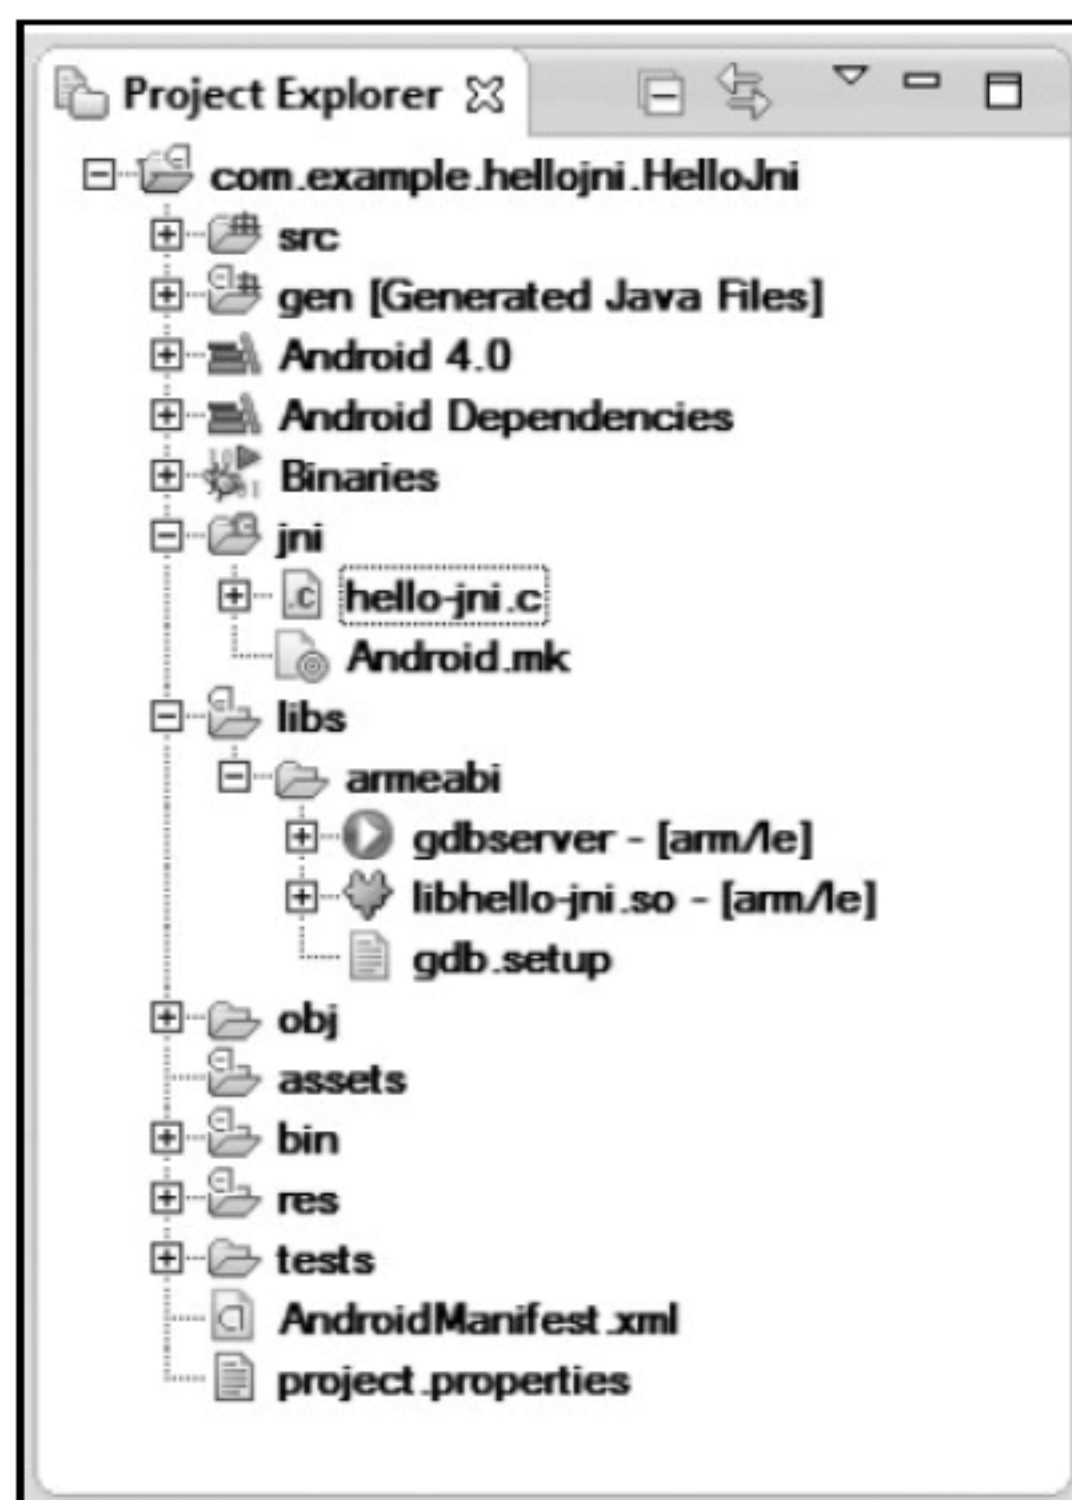 Project Explorer
com.example.hellojni.HelloJni
src
gen [Generated Java Files]
Android 4.0
Android Dependencies
Binaries
jni
.c hello-jni.c
Android.mk
libs
armeabi
gdbserver - [arm/le]
libhello-jni.so - [arm/le]
gdb.setup
obj
assets
bin
res
tests
AndroidManifest.xml
project.properties